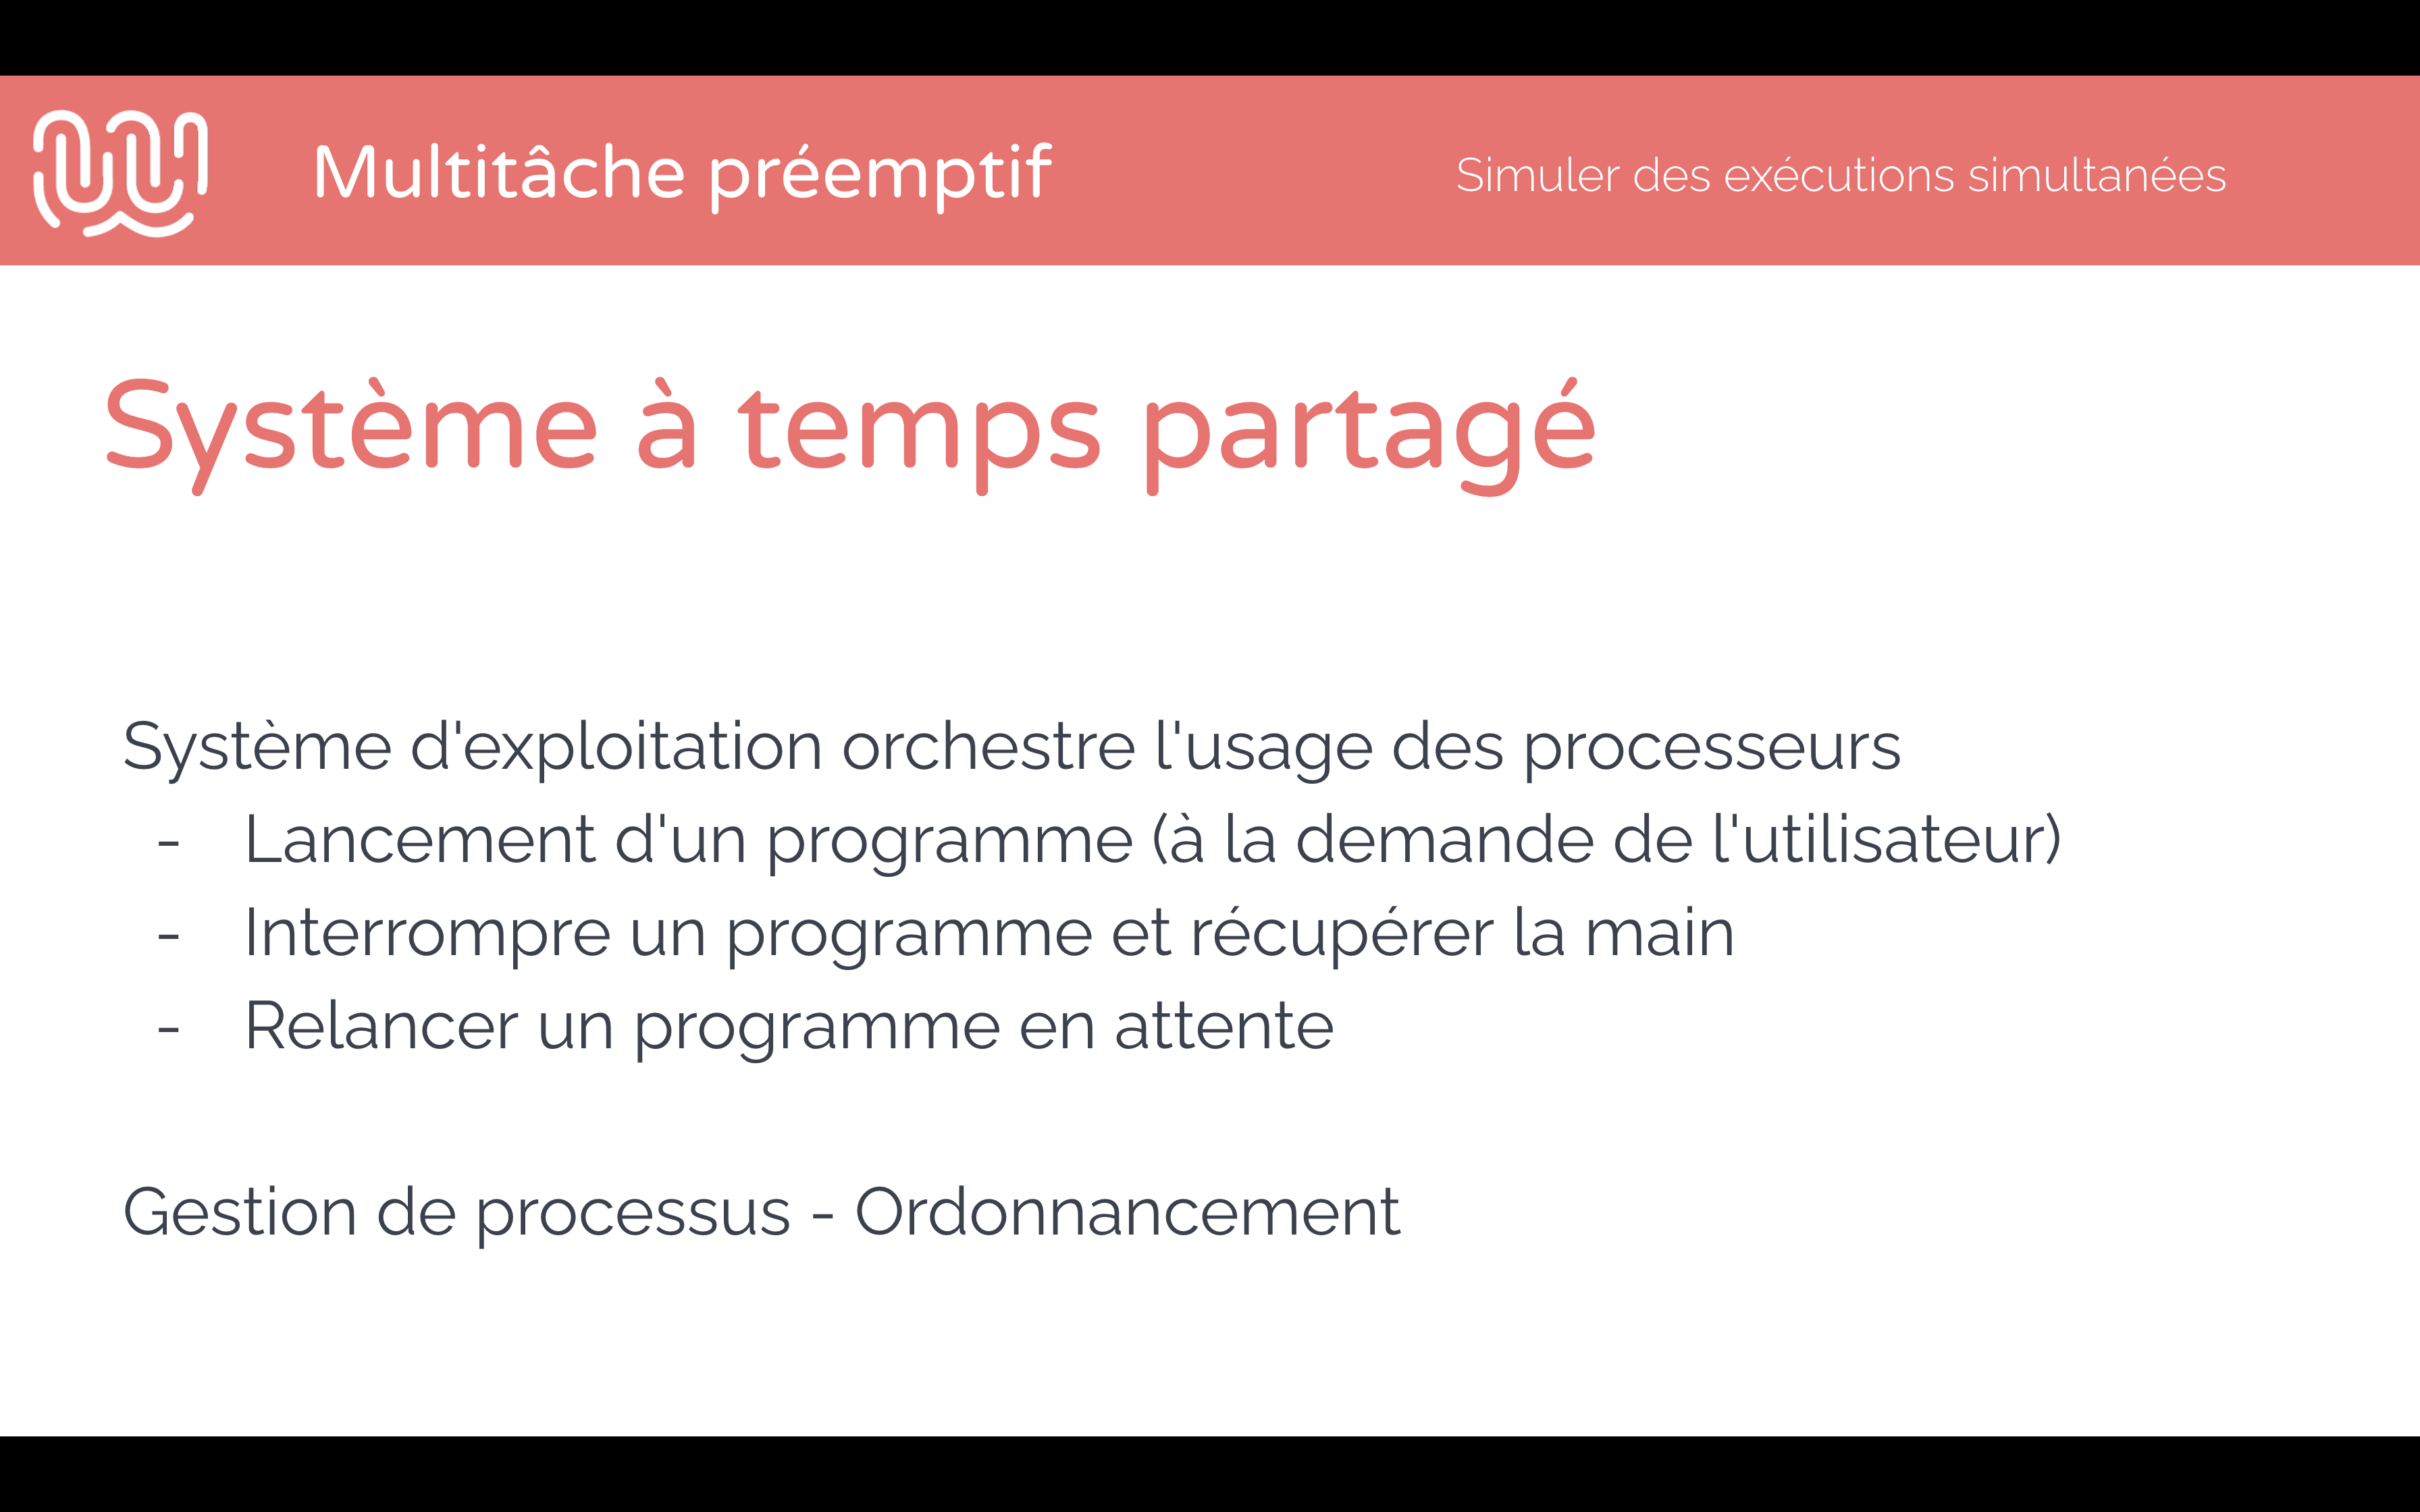 Multitâche préemptif
Simuler des exécutions simultanées
Système à temps partagé
Système d'exploitation orchestre l'usage des processeurs
- Lancement d'un programme (à la demande de l'utilisateur)
- Interrompre un programme et récupérer la main
- Relancer un programme en attente
Gestion de processus - Ordonnancement